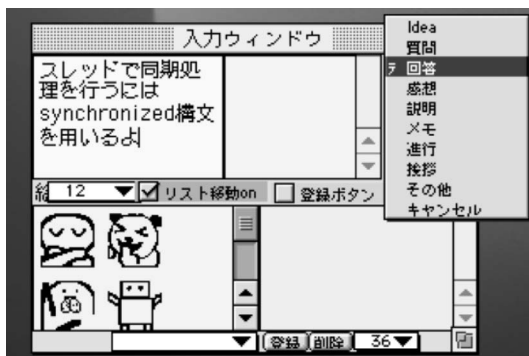 入力ウィンドウ
スレッドで同期処
理を行うには
synchronized構文
を用いるよ
Idea
質問
回答
感想
説明
メモ
進行
挨拶
その他
キャンセル
12
リスト移動on
登録ボタン
登録
削除
36